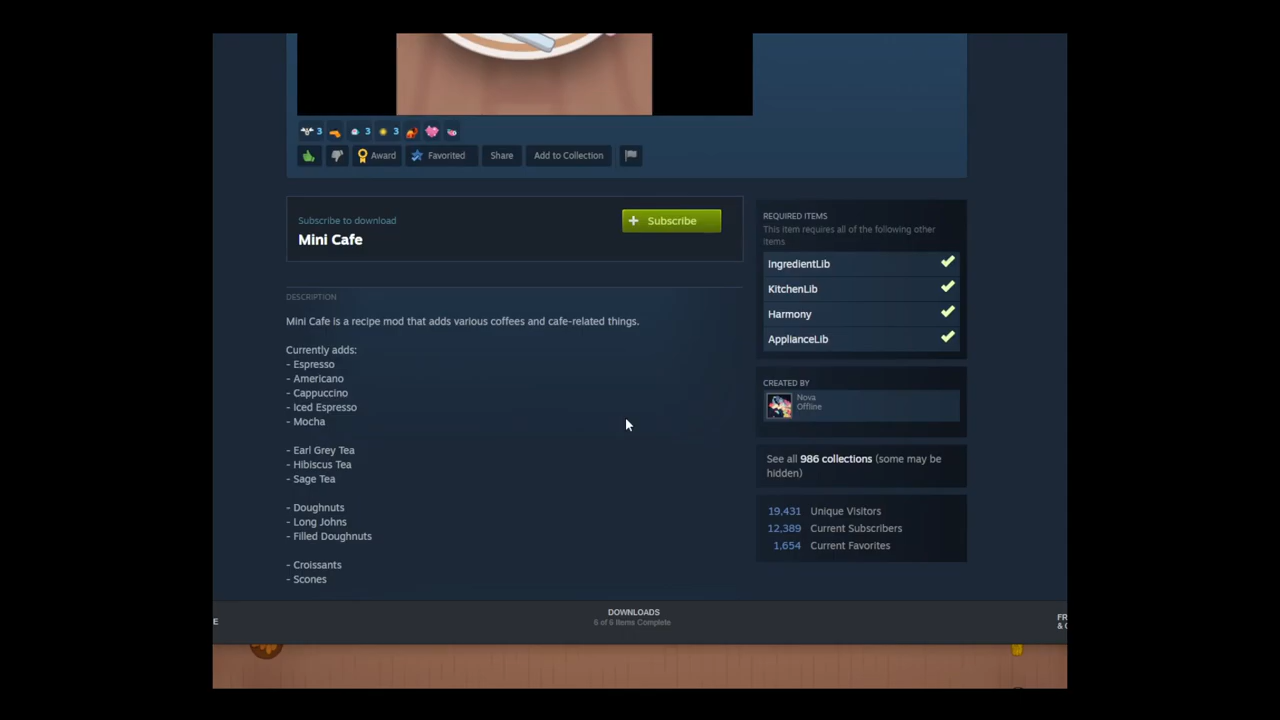 3 3 3
Award Favorited Share Add to Collection
Subscribe to download
Mini Cafe
+ Subscribe
DESCRIPTION
Mini Cafe is a recipe mod that adds various coffees and cafe-related things.
Currently adds:
- Espresso
- Americano
- Cappuccino
- Iced Espresso
- Mocha
- Earl Grey Tea
- Hibiscus Tea
- Sage Tea
- Doughnuts
- Long Johns
- Filled Doughnuts
- Croissants
- Scones
REQUIRED ITEMS
This item requires all of the following other
items
IngredientLib
KitchenLib
Harmony
ApplianceLib
CREATED BY
Nova
Offline
See all 986 collections (some may be
hidden)
19,431 Unique Visitors
12,389 Current Subscribers
1,654 Current Favorites
E
DOWNLOADS
6 of 6 Items Complete
FR
& C